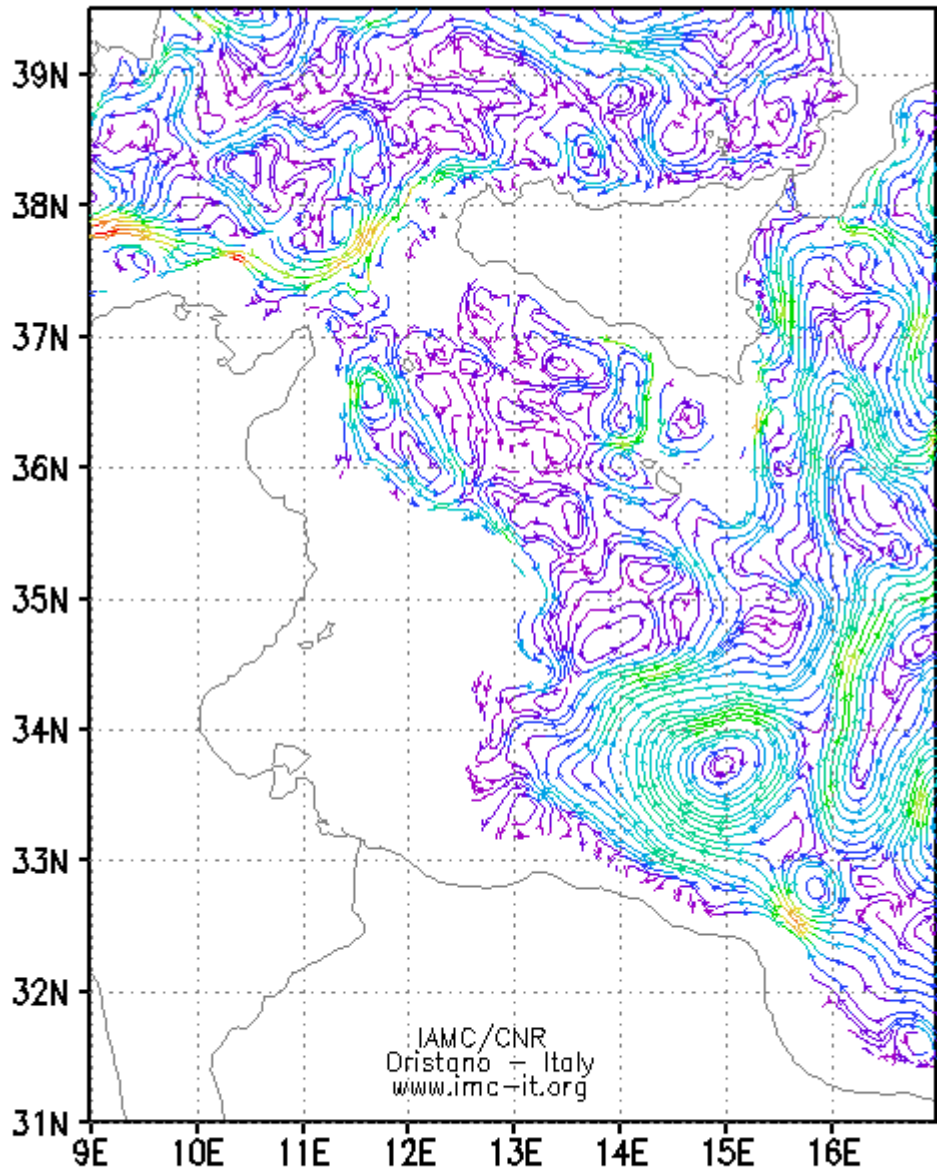 39N
38N
37N
36N
35N
34N
33N
32N
31N
IAMC/CNR
Oristano – Italy
www.imc-it.org
9E 10E 11E 12E 13E 14E 15E 16E